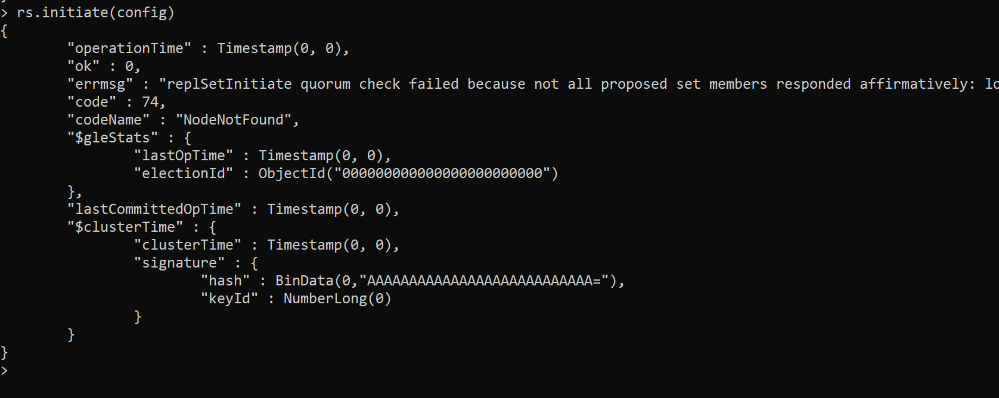 > rs.initiate(config)
{
"operationTime" : Timestamp(0, 0),
"ok" : 0,
"errmsg" : "replSetInitiate quorum check failed because not all proposed set members responded affirmatively: lo
"code" : 74,
"codeName" : "NodeNotFound",
"$gleStats" : {
"lastOpTime" : Timestamp(0, 0),
"electionId" : ObjectId("000000000000000000000000")
},
"lastCommittedOpTime" : Timestamp(0, 0),
"$clusterTime" : {
"clusterTime" : Timestamp(0, 0),
"signature" : {
"hash" : BinData(0,"AAAAAAAAAAAAAAAAAAAAAAAAAAA="),
"keyId" : NumberLong(0)
}
}
}
>